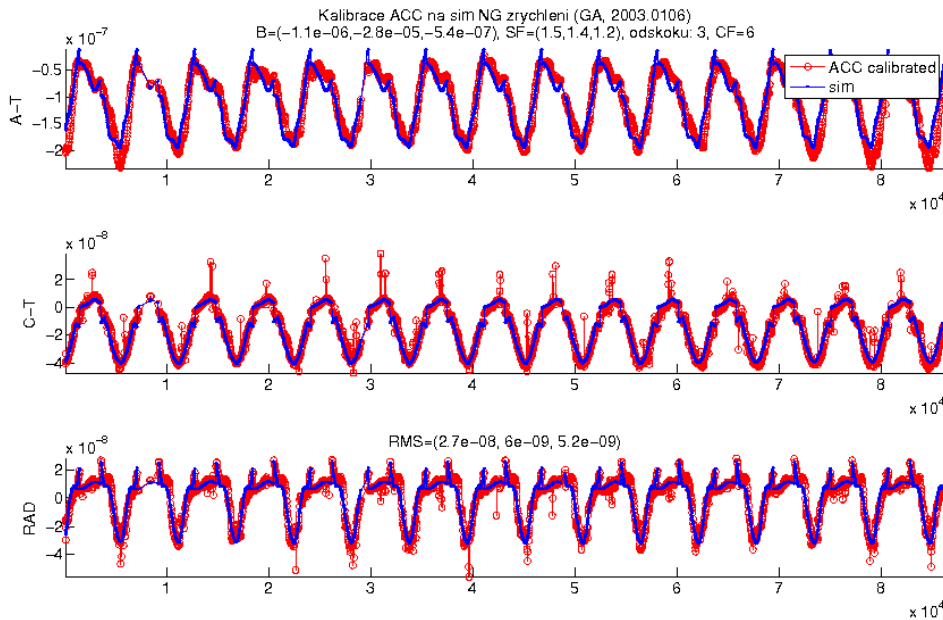 Kalibrace ACC na sim NG zrychleni (GA, 2003.0106)
B=(−1.1e−06,−2.8e−05,−5.4e−07), SF=(1.5,1.4,1.2), odskoku: 3, CF=6
x 10^−7
−0.5
−1
−1.5
−2
A−T
ACC calibrated
sim
1 2 3 4 5 6 7 8
x 10^4
x 10^−8
2
0
−2
−4
C−T
1 2 3 4 5 6 7 8
x 10^4
RMS=(2.7e−08, 6e−09, 5.2e−09)
x 10^−8
2
0
−2
−4
RAD
1 2 3 4 5 6 7 8
x 10^4